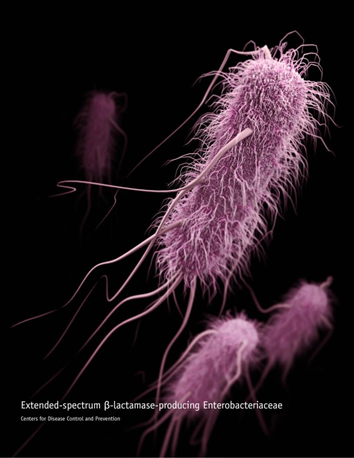 Extended-spectrum β-lactamase-producing Enterobacteriaceae
Centers for Disease Control and Prevention